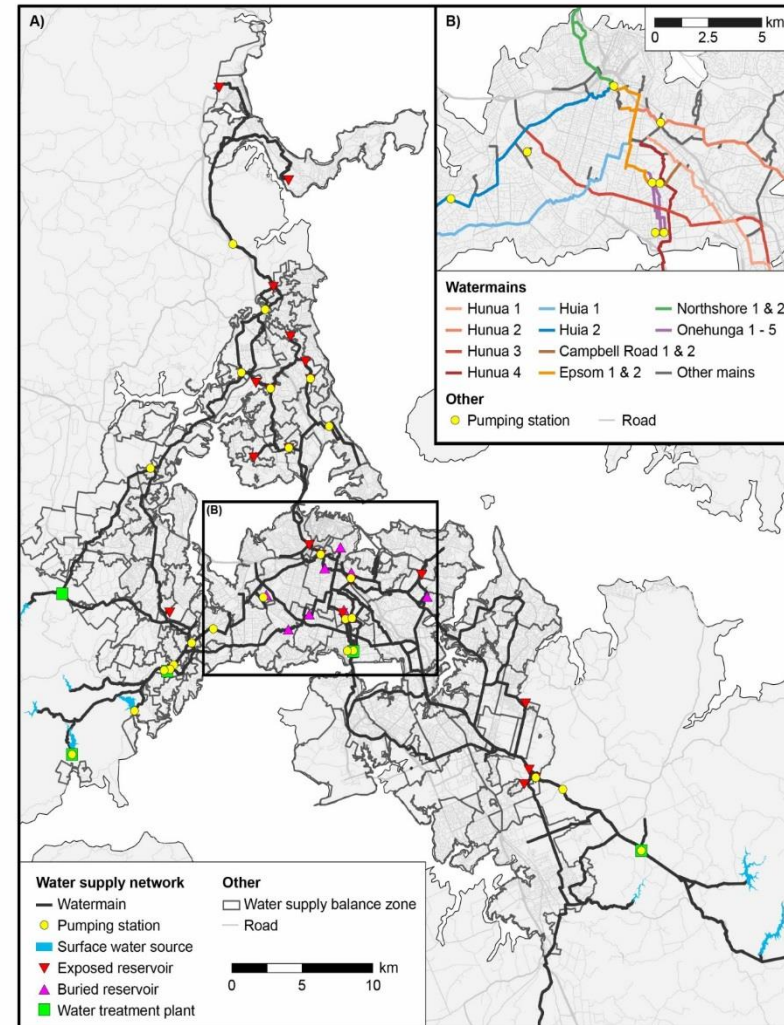 A)
B)
km
0 2.5 5
Watermains
Hunua 1 Huia 1 Northshore 1 & 2
Hunua 2 Huia 2 Onehunga 1 - 5
Hunua 3 Campbell Road 1 & 2
Hunua 4 Epsom 1 & 2 Other mains
Other
Pumping station Road
(B)
Water supply network Other
Watermain Water supply balance zone
Pumping station Road
Surface water source
Exposed reservoir km
Buried reservoir 0 5 10
Water treatment plant